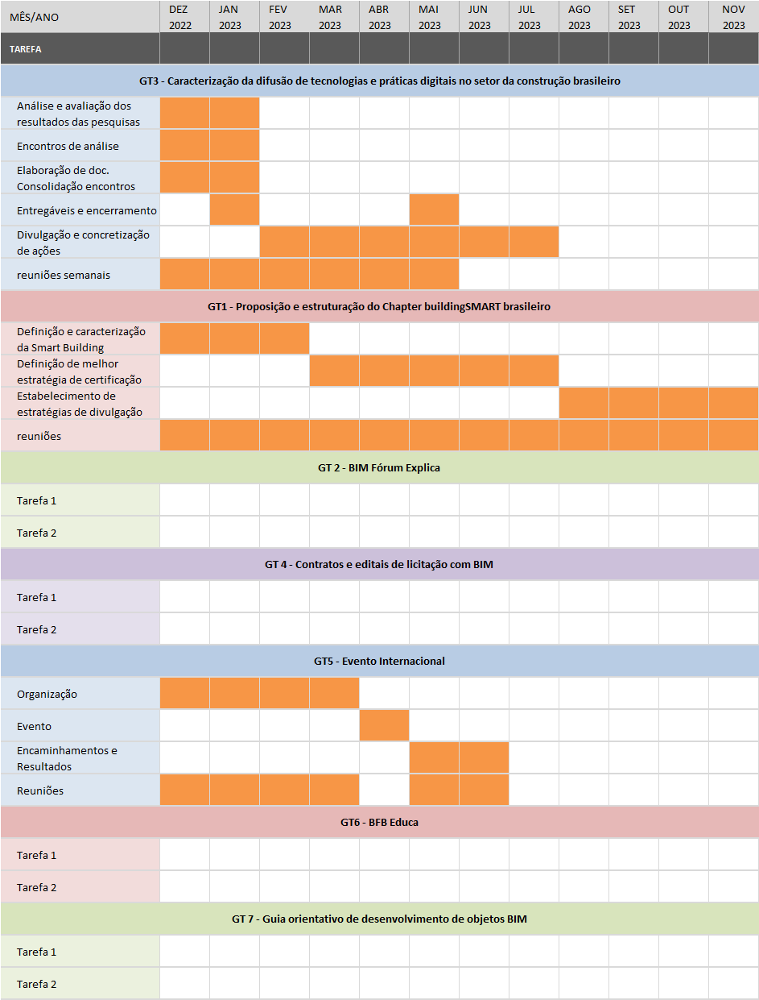 MÊS/ANO
DEZ JAN FEV MAR ABR MAI JUN JUL AGO SET OUT NOV
2022 2023 2023 2023 2023 2023 2023 2023 2023 2023 2023 2023
TAREFA
GT3 - Caracterização da difusão de tecnologias e práticas digitais no setor da construção brasileiro
Análise e avaliação dos
resultados das pesquisas
Encontros de análise
Elaboração de doc.
Consolidação encontros
Entregáveis e encerramento
Divulgação e concretização
de ações
reuniões semanais
GT1 - Proposição e estruturação do Chapter buildingSMART brasileiro
Definição e caracterização
da Smart Building
Definição de melhor
estratégia de certificação
Estabelecimento de
estratégias de divulgação
reuniões
GT 2 - BIM Fórum Explica
Tarefa 1
Tarefa 2
GT 4 - Contratos e editais de licitação com BIM
Tarefa 1
Tarefa 2
GT5 - Evento Internacional
Organização
Evento
Encaminhamentos e
Resultados
Reuniões
GT6 - BFB Educa
Tarefa 1
Tarefa 2
GT 7 - Guia orientativo de desenvolvimento de objetos BIM
Tarefa 1
Tarefa 2